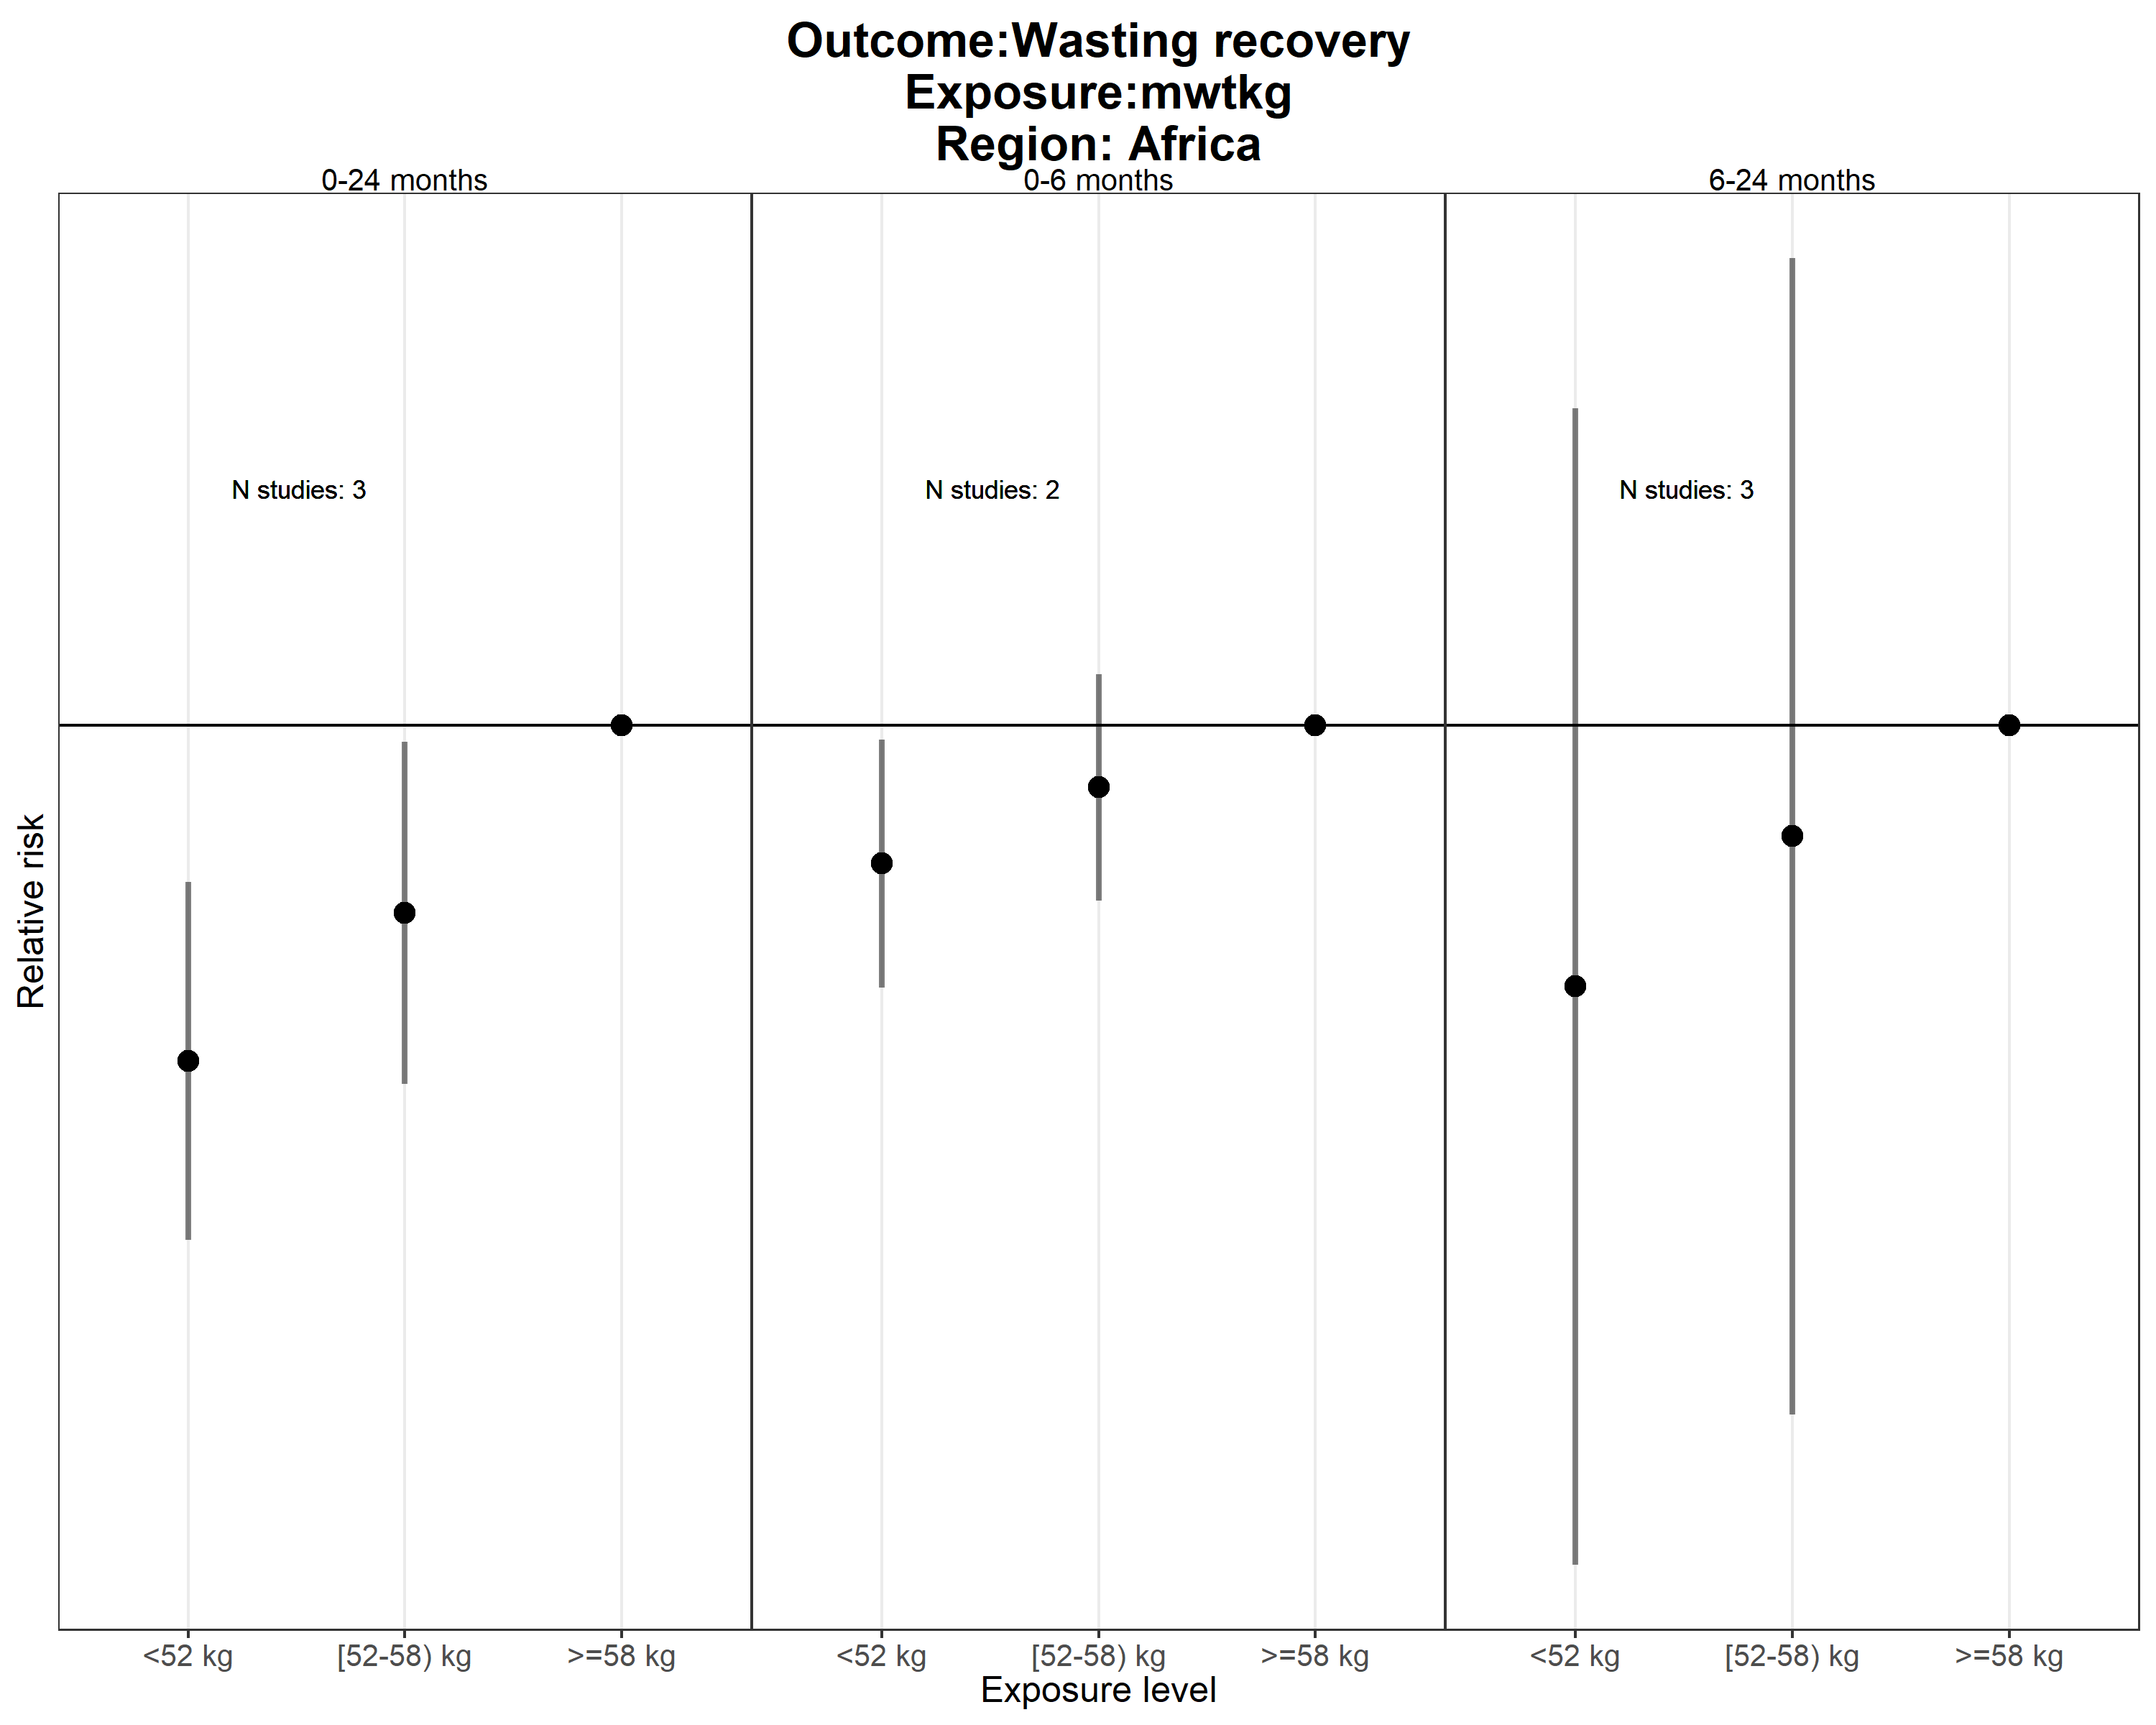 Outcome:Wasting recovery
Exposure:mwtkg
Region: Africa
0-24 months
0-6 months
6-24 months
N studies: 3
N studies: 2
N studies: 3
Relative risk
<52 kg
[52-58) kg
>=58 kg
<52 kg
[52-58) kg
>=58 kg
<52 kg
[52-58) kg
>=58 kg
Exposure level